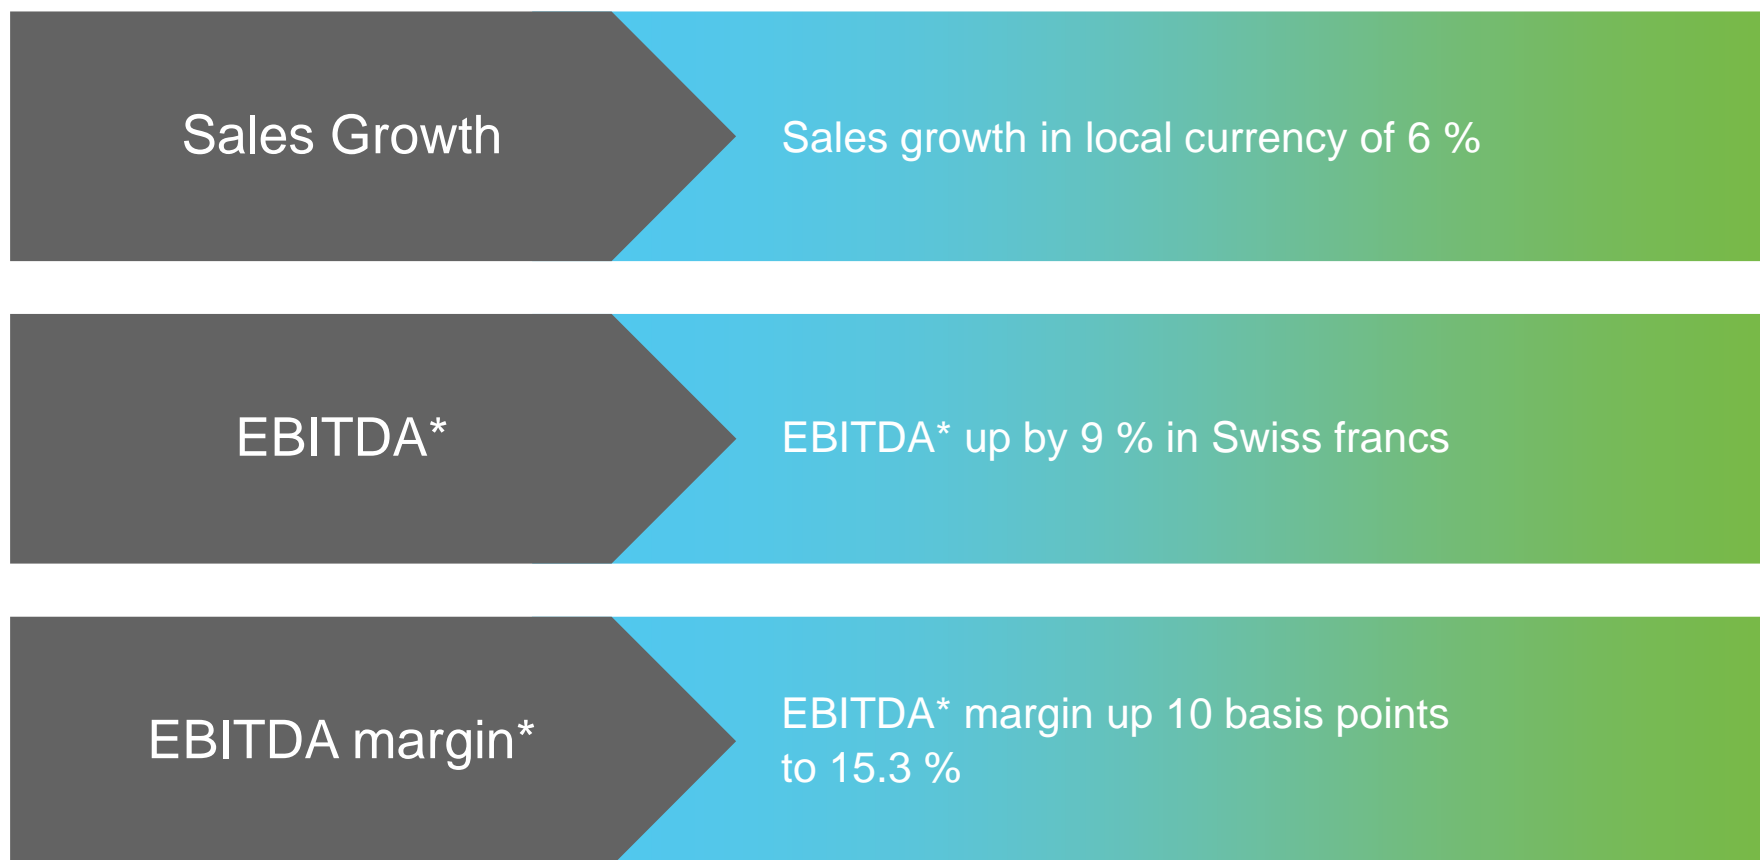 Sales Growth
Sales growth in local currency of 6 %
EBITDA*
EBITDA* up by 9 % in Swiss francs
EBITDA margin*
EBITDA* margin up 10 basis points
to 15.3 %